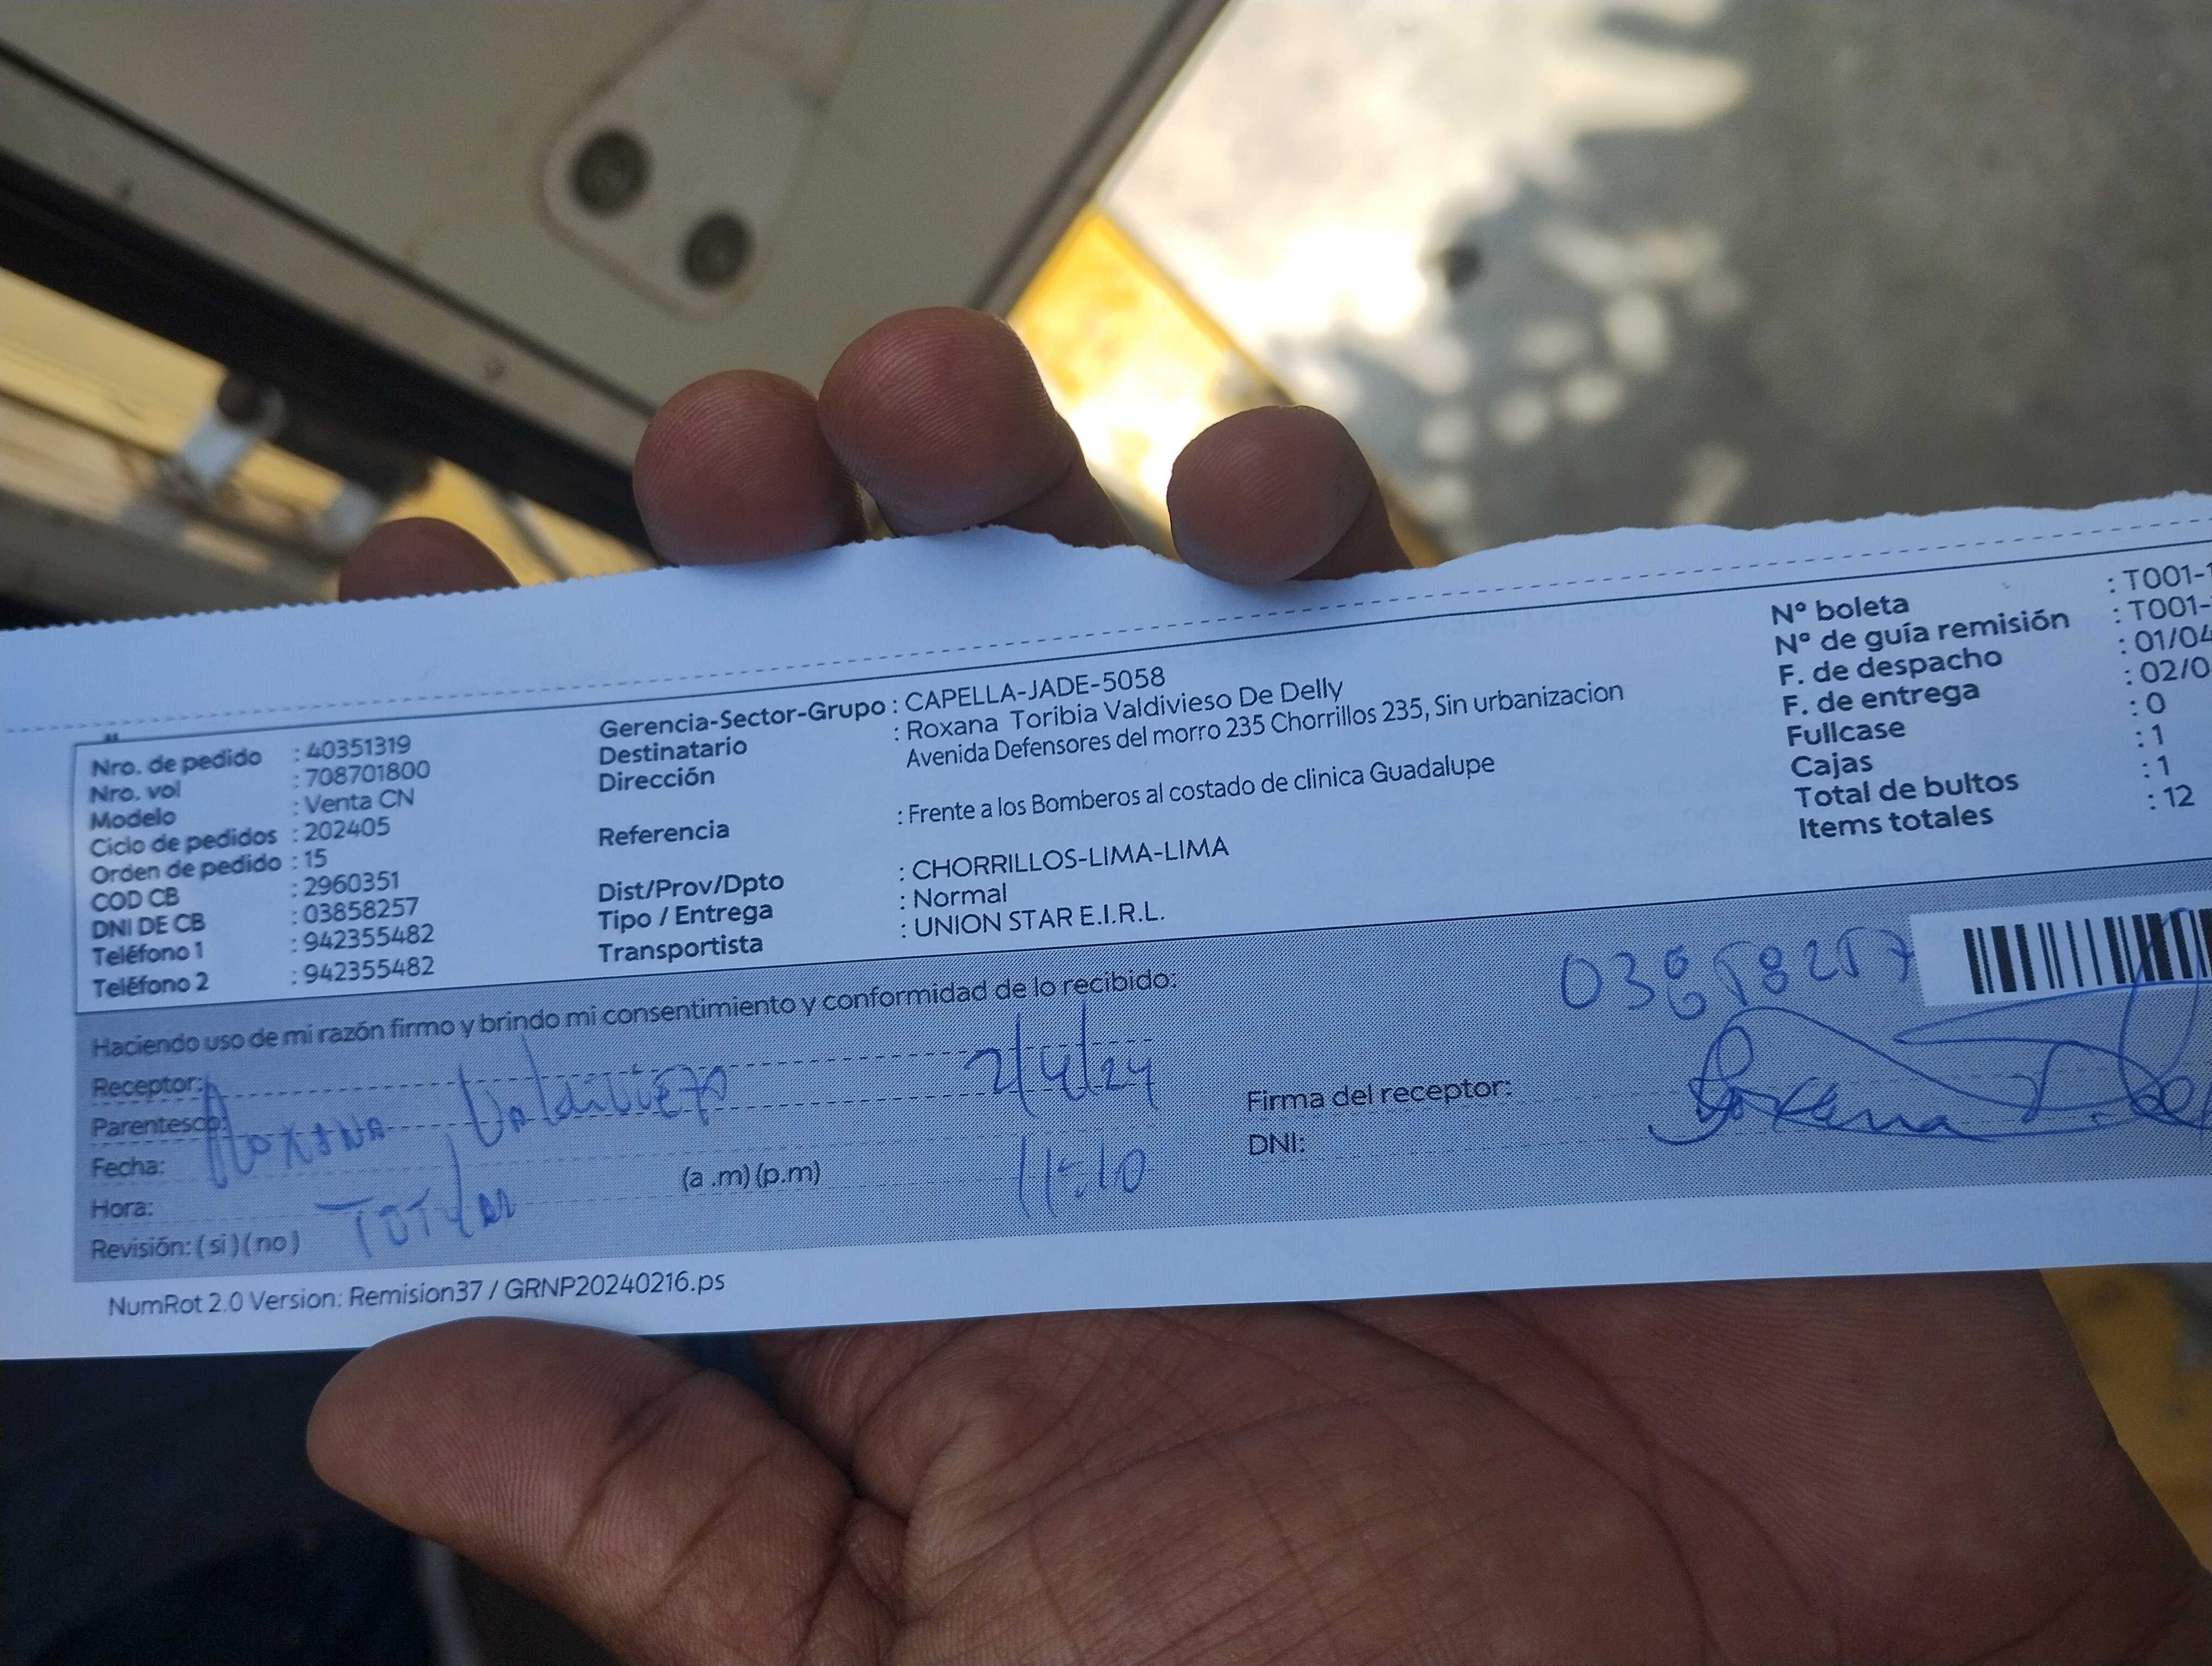 Nro. de pedido : 40351319
Nro. vol : 708701800
Modelo : Venta CN
Ciclo de pedidos : 202405
Orden de pedido : 15
COD CB : 2960351
DNI DE CB : 03858257
Teléfono 1 : 942355482
Teléfono 2 : 942355482
Gerencia-Sector-Grupo : CAPELLA-JADE-5058
Destinatario : Roxana Toribia Valdivieso De Delly
Dirección Avenida Defensores del morro 235 Chorrillos 235, Sin urbanizacion
Referencia : Frente a los Bomberos al costado de clinica Guadalupe
Dist/Prov/Dpto : CHORRILLOS-LIMA-LIMA
Tipo / Entrega : Normal
Transportista : UNION STAR E.I.R.L.
N° boleta : T001-1
N° de guía remisión : T001-
F. de despacho : 01/04
F. de entrega : 02/0
Fullcase : 0
Cajas : 1
Total de bultos : 1
Items totales : 12
Haciendo uso de mi razón firmo y brindo mi consentimiento y conformidad de lo recibido:
Receptor:
Parentesco:
Roxana Valdiviezo 2/4/24
Fecha:
Hora: (a .m) (p.m) 11:10
Revisión: ( si ) ( no ) Titular
03858257
Firma del receptor: Roxana
DNI:
NumRot 2.0 Version: Remision37 / GRNP20240216.ps